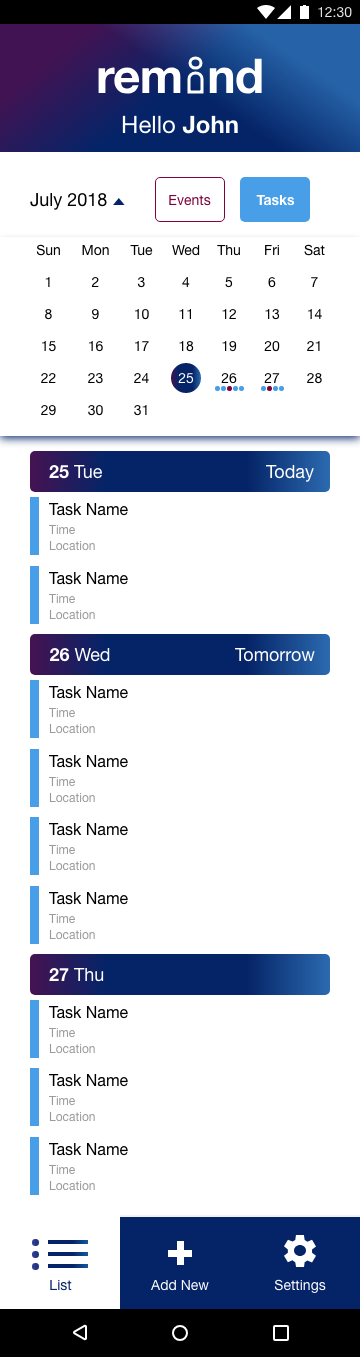 12:30
remind
Hello John
July 2018 Events Tasks
Sun Mon Tue Wed Thu Fri Sat
1 2 3 4 5 6 7
8 9 10 11 12 13 14
15 16 17 18 19 20 21
22 23 24 25 26 27 28
29 30 31
25 Tue Today
Task Name
Time
Location
Task Name
Time
Location
26 Wed Tomorrow
Task Name
Time
Location
Task Name
Time
Location
Task Name
Time
Location
Task Name
Time
Location
27 Thu
Task Name
Time
Location
Task Name
Time
Location
Task Name
Time
Location
List Add New Settings